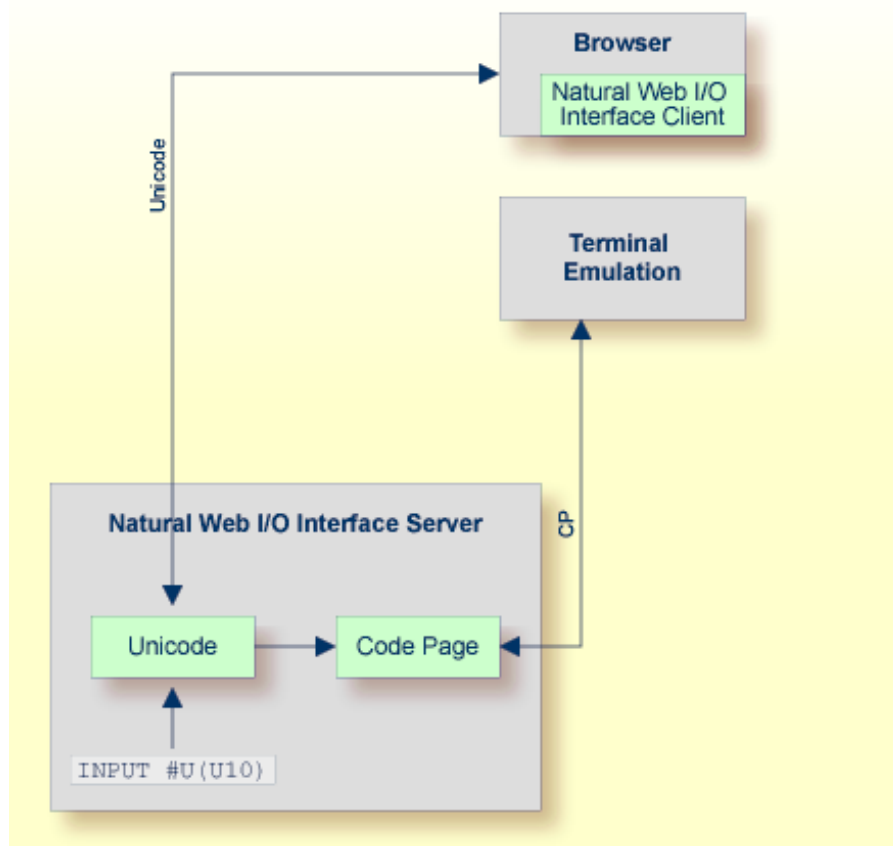 Browser
Natural Web I/O
Interface Client
Unicode
Terminal
Emulation
Natural Web I/O Interface Server
CP
Unicode
Code Page
INPUT #U(U10)